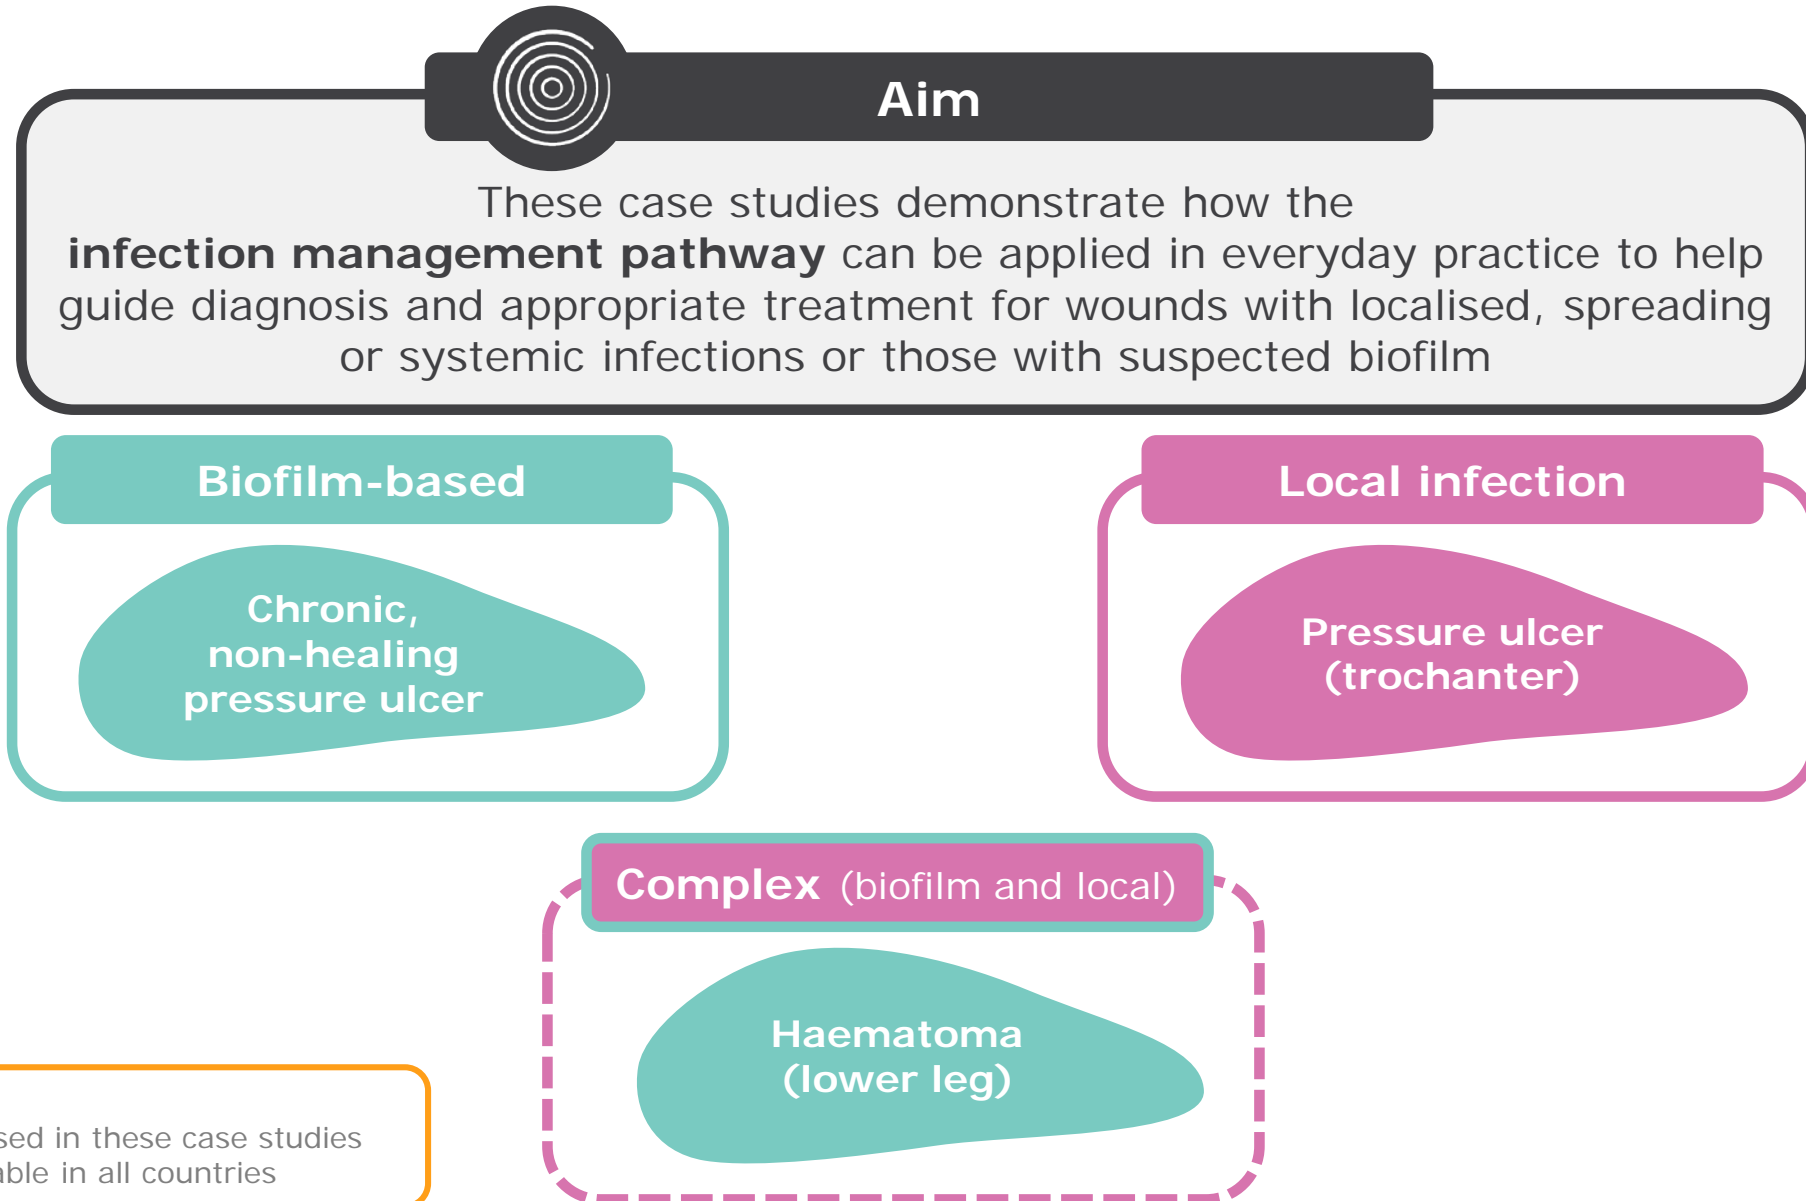 Aim
These case studies demonstrate how the
infection management pathway can be applied in everyday practice to help
guide diagnosis and appropriate treatment for wounds with localised, spreading
or systemic infections or those with suspected biofilm
Biofilm-based
Chronic,
non-healing
pressure ulcer
Local infection
Pressure ulcer
(trochanter)
Complex (biofilm and local)
Haematoma
(lower leg)
in these case studies
in all countries